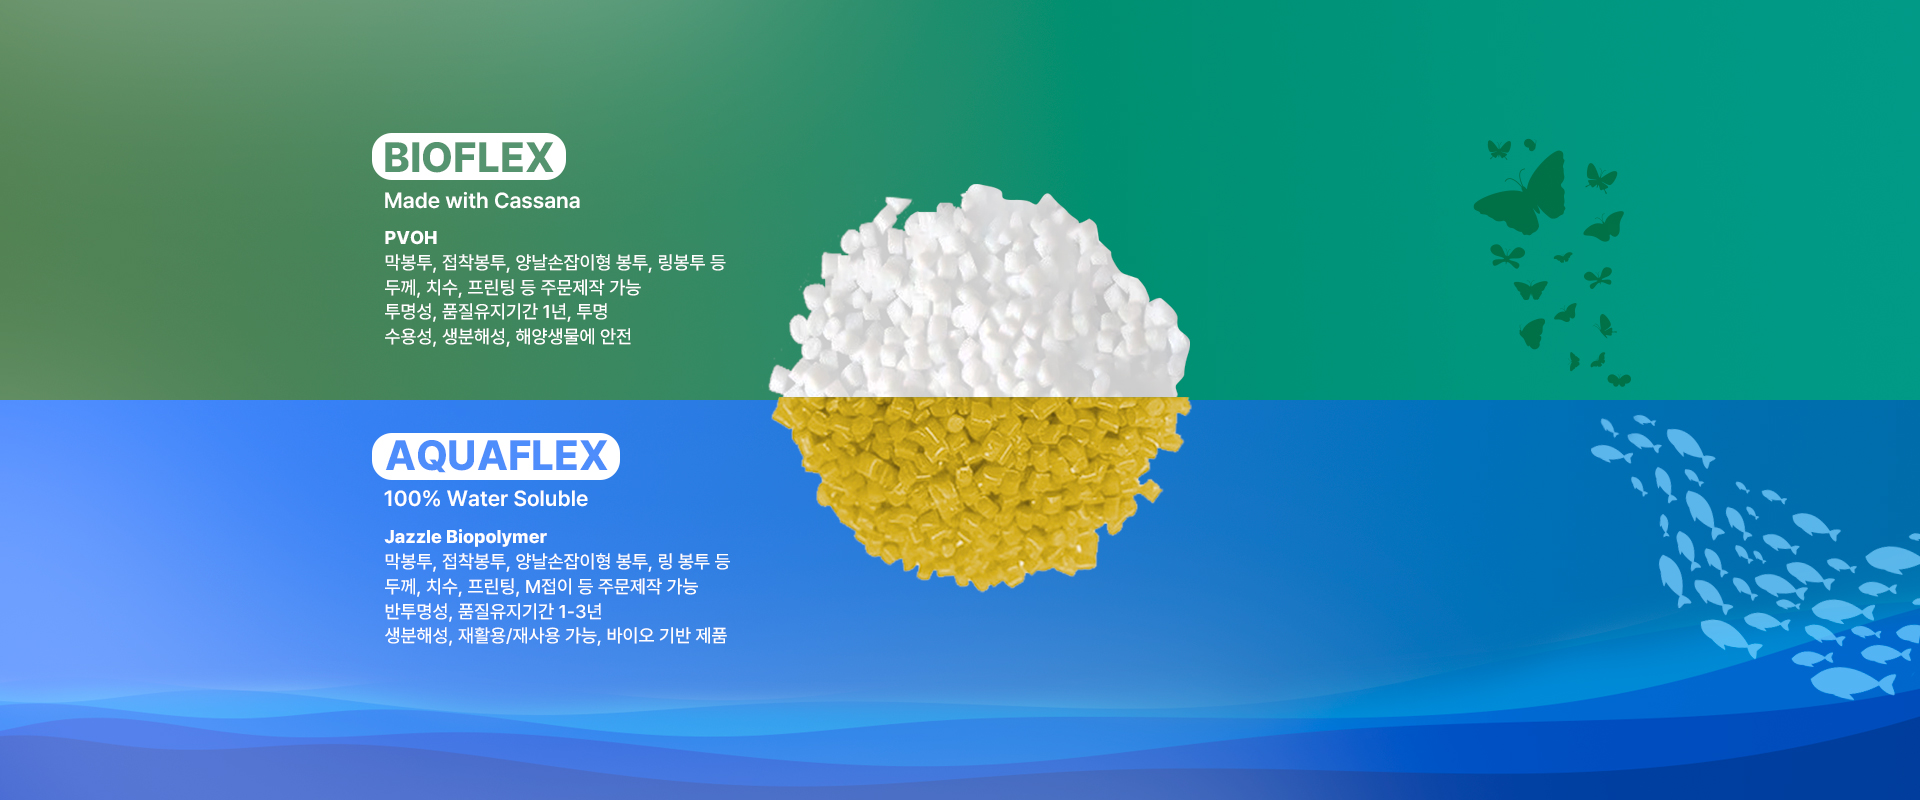 BIOFLEX
Made with Cassana
PVOH
막봉투, 접착봉투, 양날손잡이형 봉투, 링봉투 등
두께, 치수, 프린팅 등 주문제작 가능
투명성, 품질유지기간 1년, 투명
수용성, 생분해성, 해양생물에 안전
AQUAFLEX
100% Water Soluble
Jazzle Biopolymer
막봉투, 접착봉투, 양날손잡이형 봉투, 링 봉투 등
두께, 치수, 프린팅, M접이 등 주문제작 가능
반투명성, 품질유지기간 1-3년
생분해성, 재활용/재사용 가능, 바이오 기반 제품